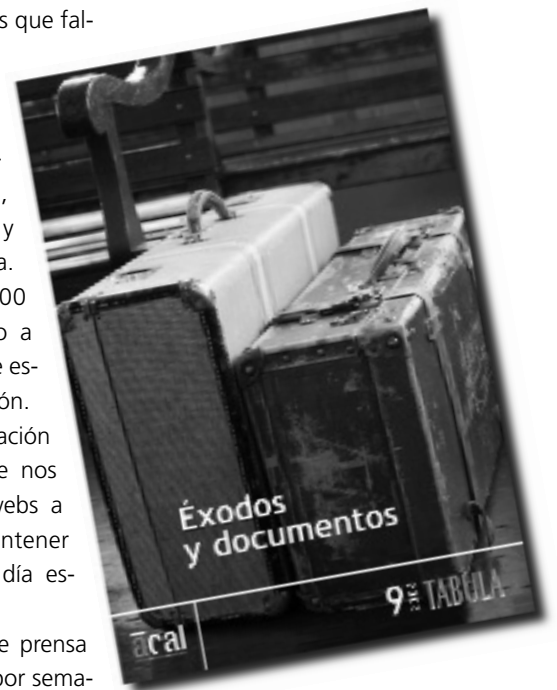 s que fal-
,
y
a.
00
o a
e es-
ón.
ación
e nos
vebs a
ntener
día es-
e prensa
por sema-
Éxodos
y documentos
9
TABULA
acal